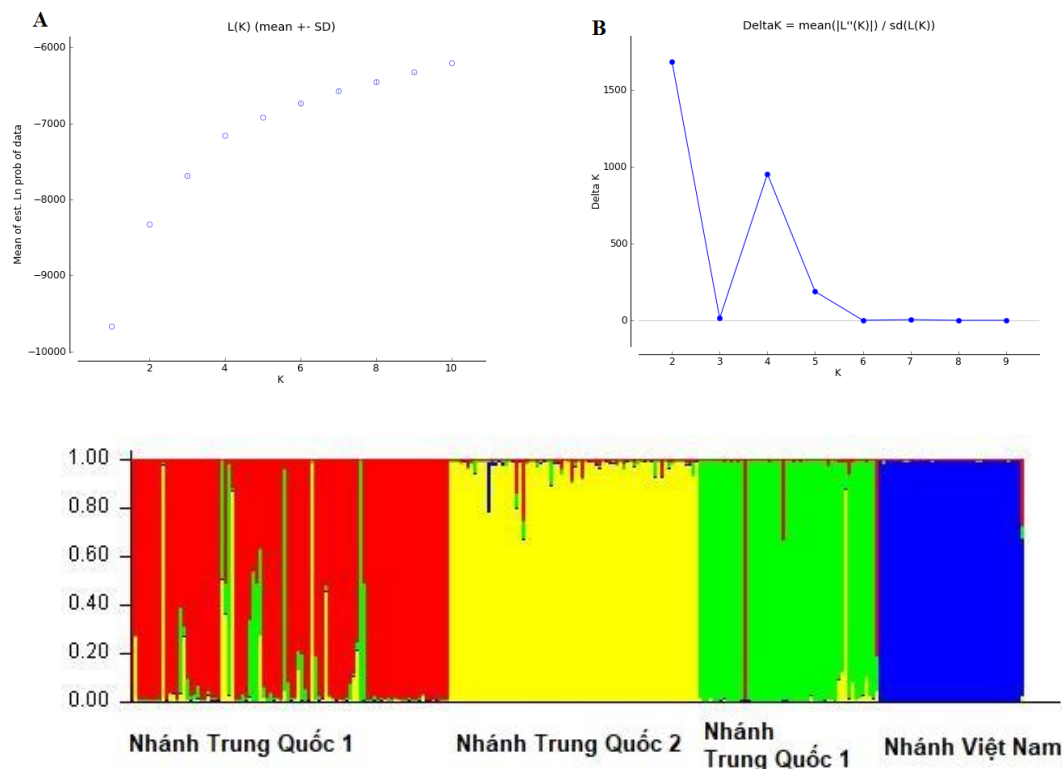 A
L(K) (mean +- SD)
Mean of est. Ln prob of data
−6000
−7000
−8000
−9000
−10000
2 4 6 8 10
K
B
DeltaK = mean(|L''(K)|) / sd(L(K))
Delta K
1500
1000
500
0
2 3 4 5 6 7 8 9
K
1.00
0.80
0.60
0.40
0.20
0.00
Nhánh Trung Quốc 1
Nhánh Trung Quốc 2
Nhánh
Trung Quốc 1
Nhánh Việt Nam